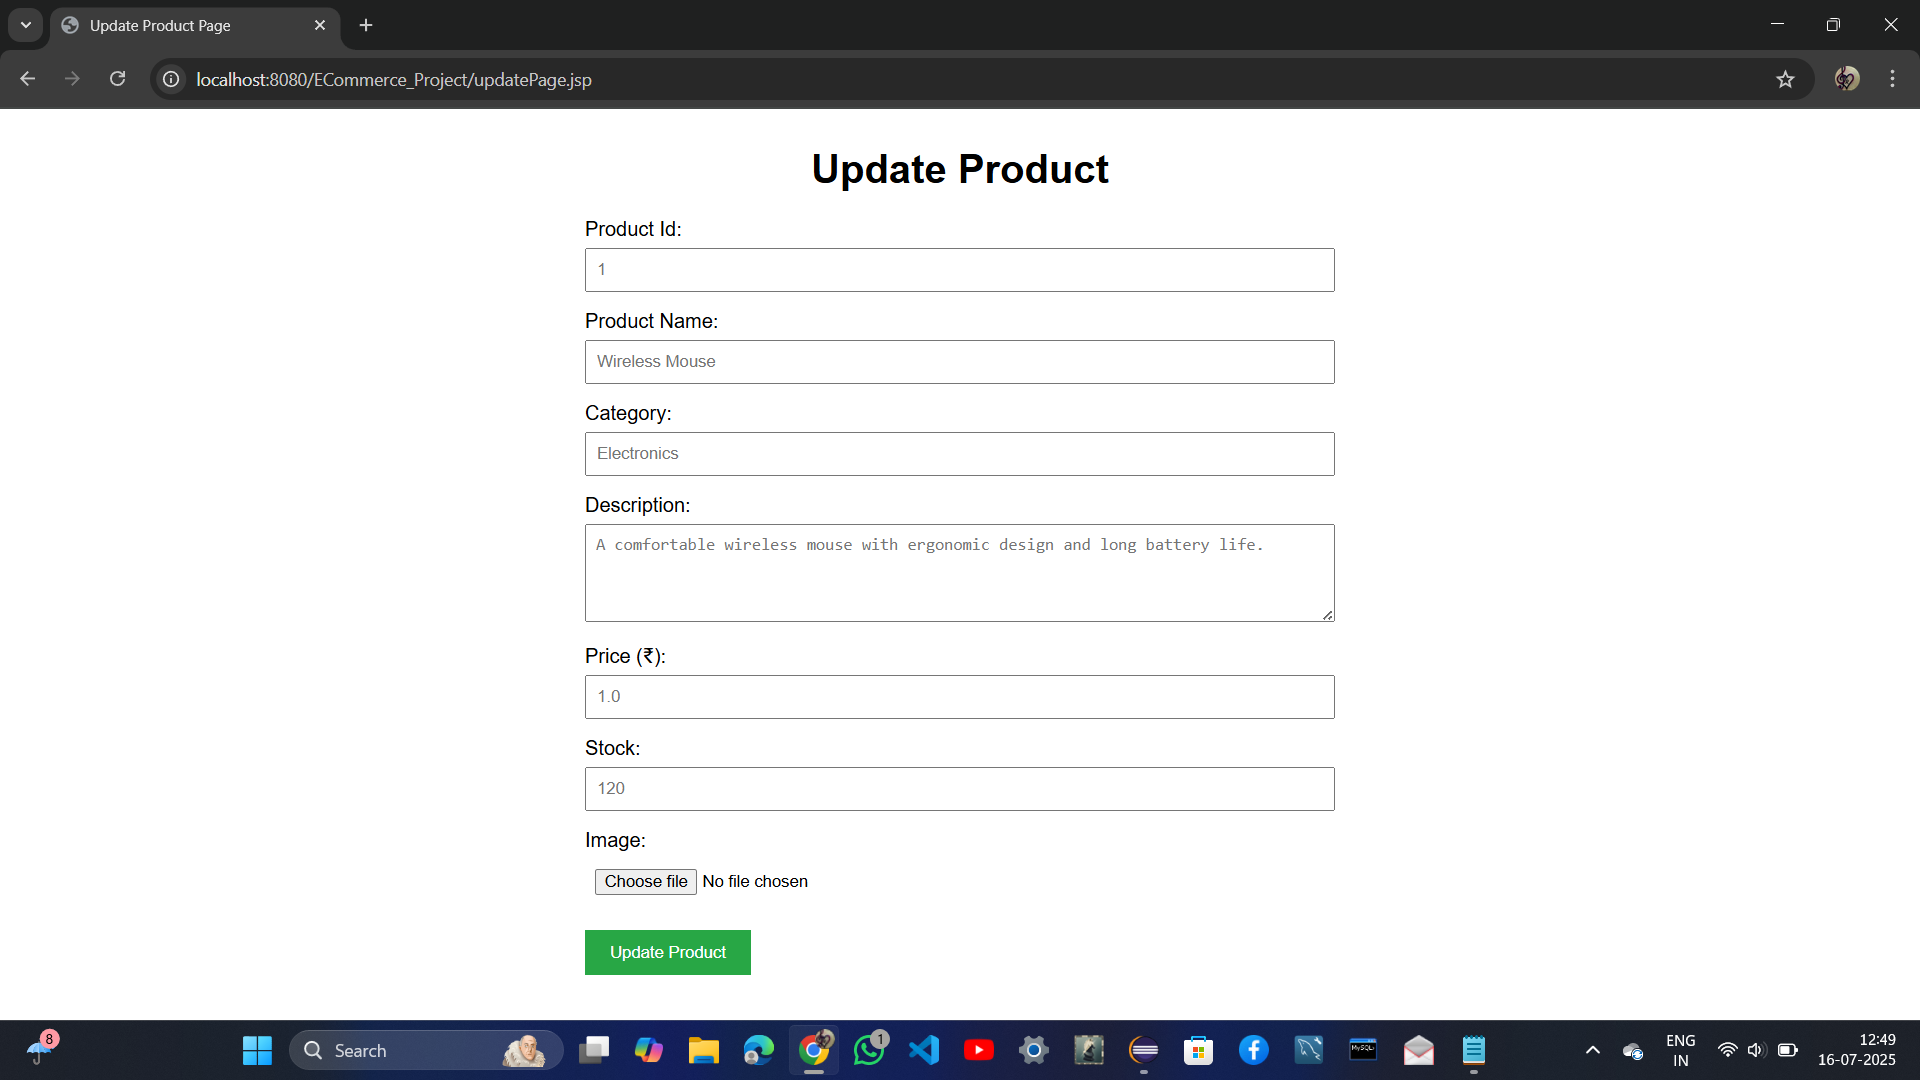 Update Product Page
localhost:8080/ECommerce_Project/updatePage.jsp
Update Product
Product Id:
1
Product Name:
Wireless Mouse
Category:
Electronics
Description:
A comfortable wireless mouse with ergonomic design and long battery life.
Price (₹):
1.0
Stock:
120
Image:
Choose file No file chosen
Update Product
8
Search
1
MySQL
ENG
IN
12:49
16-07-2025